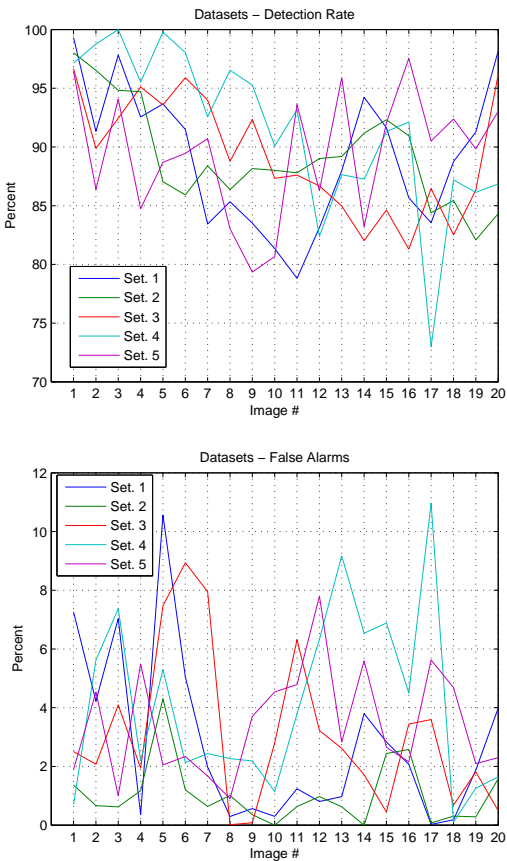 Datasets − Detection Rate
100
95
90
85
80
75
70
Percent
Set. 1
Set. 2
Set. 3
Set. 4
Set. 5
1 2 3 4 5 6 7 8 9 10 11 12 13 14 15 16 17 18 19 20
Image #
Datasets − False Alarms
12
10
8
6
4
2
0
Percent
Set. 1
Set. 2
Set. 3
Set. 4
Set. 5
1 2 3 4 5 6 7 8 9 10 11 12 13 14 15 16 17 18 19 20
Image #